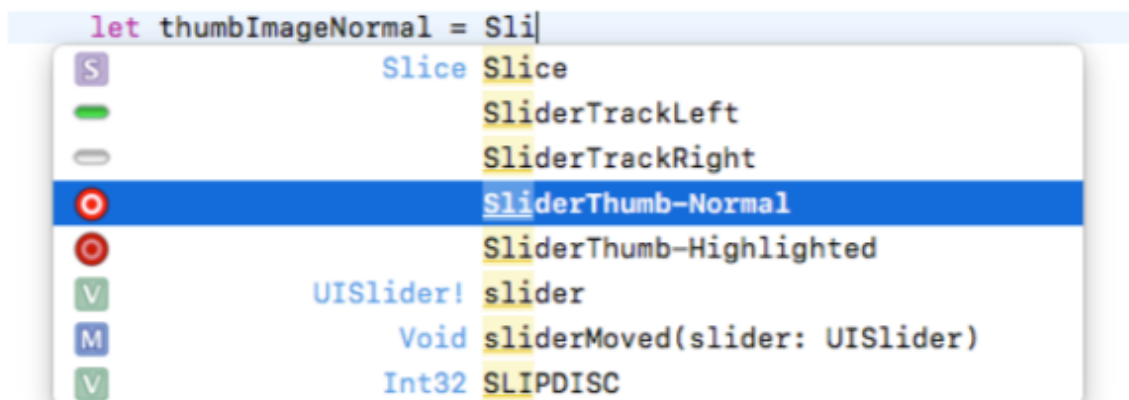 let thumbImageNormal = Sli
S Slice Slice
SliderTrackLeft
SliderTrackRight
SliderThumb-Normal
SliderThumb-Highlighted
V UISlider! slider
M Void sliderMoved(slider: UISlider)
V Int32 SLIPDISC